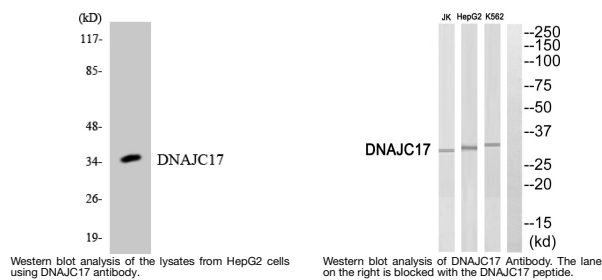 (kD)
117-
85-
48-
34-
26-
19-
DNAJC17
Western blot analysis of the lysates from HepG2 cells
using DNAJC17 antibody.
JK HepG2 K562
--250
--150
--100
--75
--50
--37
--25
--20
--15
(kd)
DNAJC17
Western blot analysis of DNAJC17 Antibody. The lane
on the right is blocked with the DNAJC17 peptide.